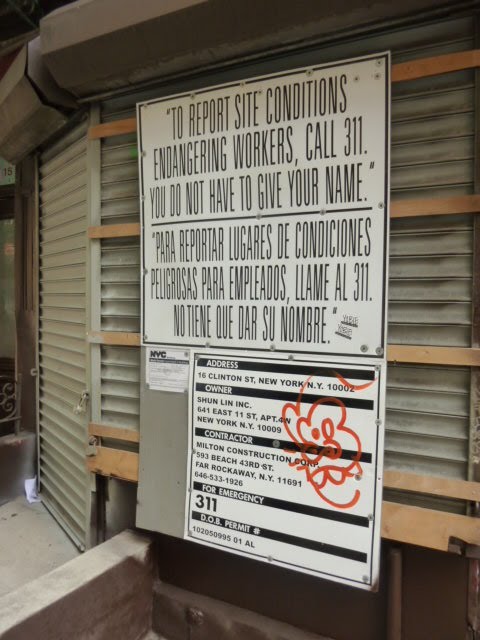 "TO REPORT SITE CONDITIONS
ENDANGERING WORKERS, CALL 311.
YOU DO NOT HAVE TO GIVE YOUR NAME."
"PARA REPORTAR LUGARES DE CONDICIONES
PELIGROSAS PARA EMPLEADOS, LLAME AL 311.
NO TIENE QUE DAR SU NOMBRE."
NYC
ADDRESS
16 CLINTON ST, NEW YORK N.Y. 10002
OWNER
SHUN LIN INC.
641 EAST 11 ST, APT.4W
NEW YORK N.Y. 10009
CONTRACTOR
MILTON CONSTRUCTION CORP.
593 BEACH 43RD ST.
FAR ROCKAWAY, N.Y. 11691
646-533-1926
FOR EMERGENCY
311
D.O.B. PERMIT #
102050995 01 AL
15